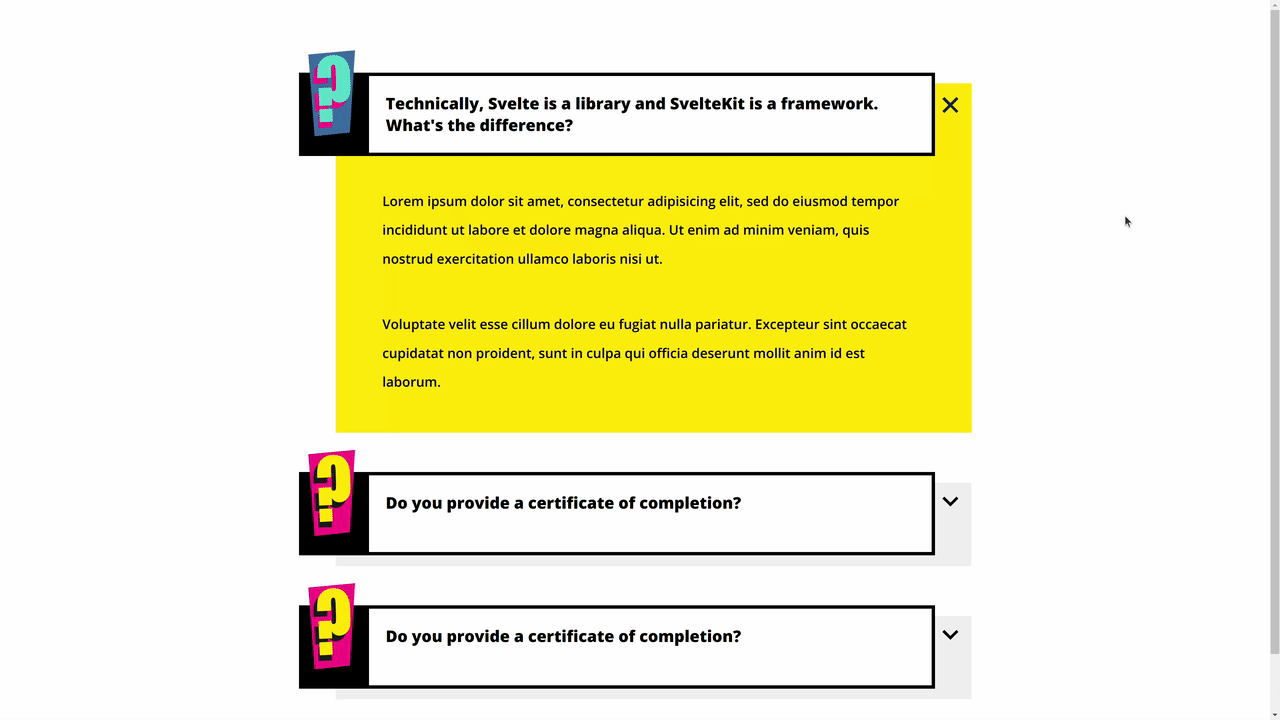 ?
Technically, Svelte is a library and SvelteKit is a framework.
What's the difference?
Lorem ipsum dolor sit amet, consectetur adipisicing elit, sed do eiusmod tempor
incididunt ut labore et dolore magna aliqua. Ut enim ad minim veniam, quis
nostrud exercitation ullamco laboris nisi ut.
Voluptate velit esse cillum dolore eu fugiat nulla pariatur. Excepteur sint occaecat
cupidatat non proident, sunt in culpa qui officia deserunt mollit anim id est
laborum.
?
Do you provide a certificate of completion?
?
Do you provide a certificate of completion?